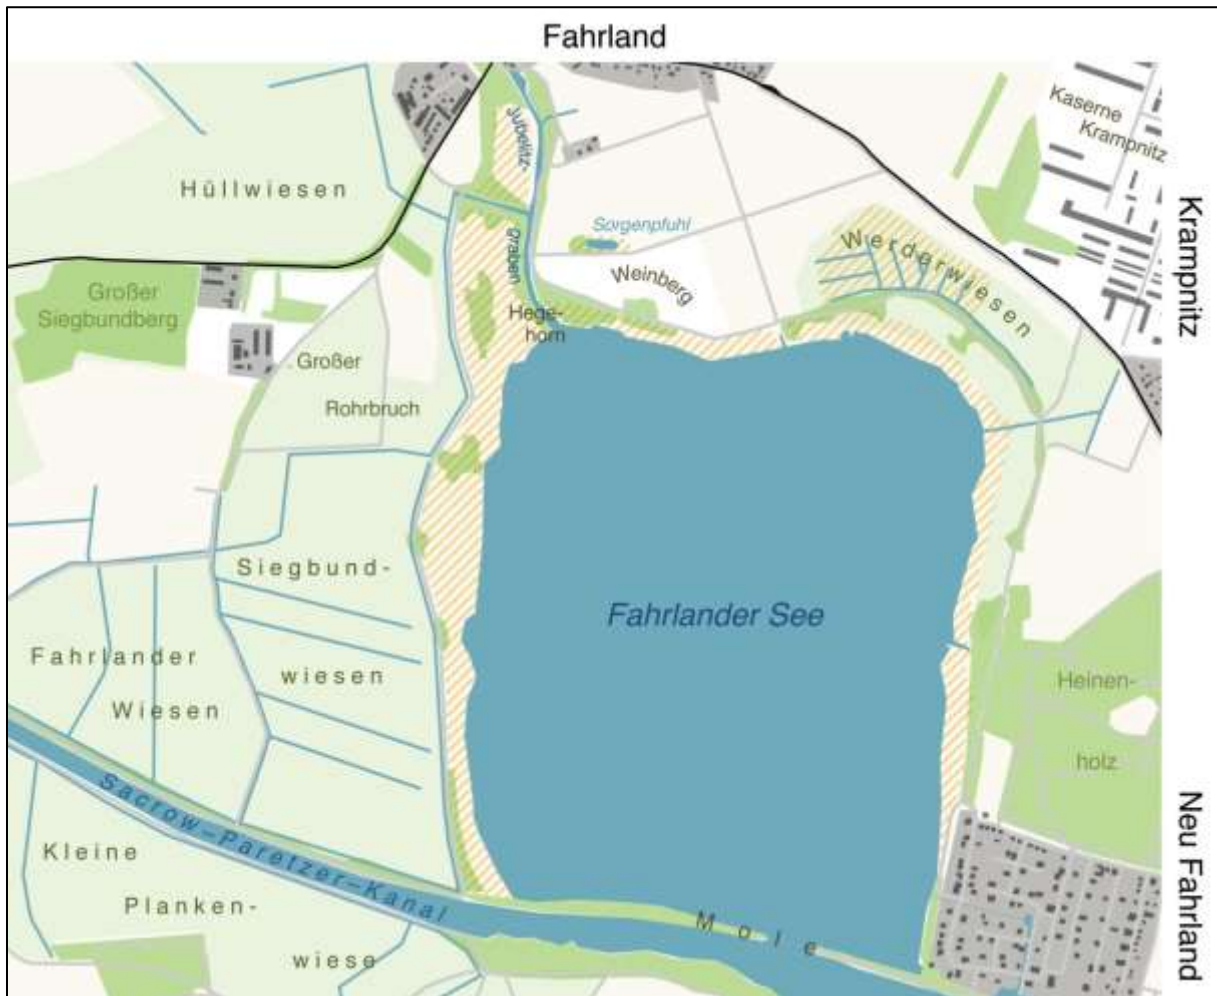 Fahrland
Kaserne
Krampnitz
Jubelitz-
Hüllwiesen
Sorgenpfuhl
Krampnitz
graben
Werderwiesen
Weinberg
Großer
Siegbundberg
Hege-
horn
Großer
Rohrbruch
Siegbund-
Fahrlander See
Fahrlander
Wiesen
wiesen
Heinen-
holz
Sacrow–Paretzer–Kanal
Neu Fahrland
Kleine
Planken-
wiese
Mole